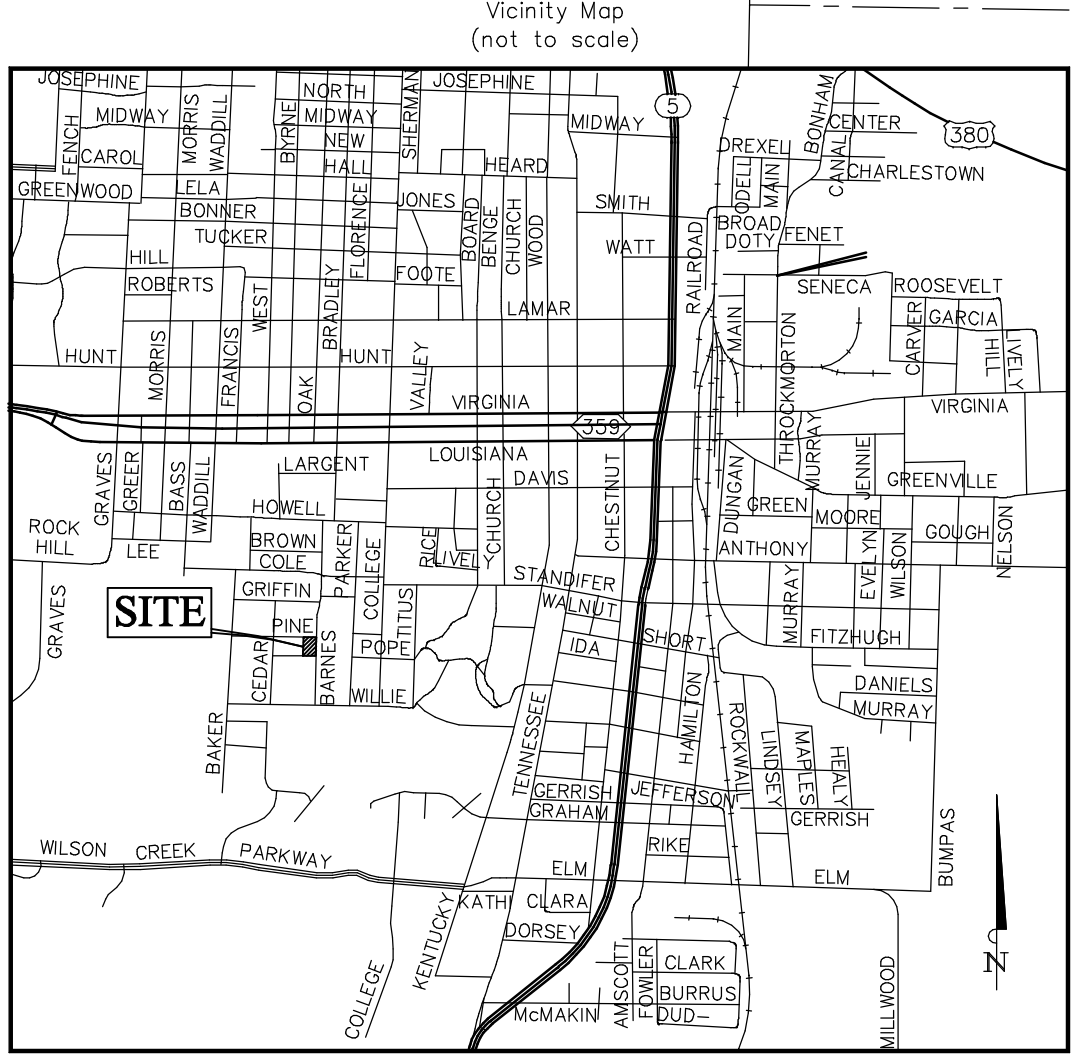 Vicinity Map
(not to scale)
JOSEPHINE
NORTH
SHERMAN
JOSEPHINE
5
BONHAM
MIDWAY
MORRIS
WADDILL
BYRNE
MIDWAY
MIDWAY
CENTER
380
FENCH
NEW
DREXEL
CAROL
HALL
HEARD
ODELL
MAIN
CANAL
CHARLESTOWN
GREENWOOD
LELA
FLORENCE
JONES
BOARD
BENGE
CHURCH
WOOD
SMITH
BONNER
BROAD
TUCKER
WATT
DOTY
FENET
HILL
RAILROAD
ROBERTS
FOOTE
SENECA
ROOSEVELT
WEST
BRADLEY
LAMAR
MAIN
THROCKMORTON
CARVER
GARCIA
HUNT
MORRIS
FRANCIS
HUNT
VALLEY
HILL
LIVELY
OAK
VIRGINIA
VIRGINIA
359
MURRAY
LOUISIANA
GRAVES
GREER
BASS
WADDILL
LARGENT
DAVIS
CHESTNUT
DUNGAN
JENNIE
GREENVILLE
HOWELL
CHURCH
GREEN
MOORE
ROCK
HILL
LEE
BROWN
PARKER
COLLEGE
RICE
LIVELY
ANTHONY
EVELYN
WILSON
GOUGH
NELSON
COLE
STANDIFER
GRIFFIN
TITUS
WALNUT
MURRAY
GRAVES
SITE
PINE
POPE
IDA
SHORT
FITZHUGH
CEDAR
BARNES
WILLIE
HAMILTON
DANIELS
MURRAY
BAKER
TENNESSEE
ROCKWALL
LINDSEY
MAPLES
HEALY
GERRISH
JEFFERSON
GRAHAM
GERRISH
WILSON
CREEK
PARKWAY
RIKE
BUMPAS
ELM
ELM
KATHI
CLARA
KENTUCKY
DORSEY
COLLEGE
AMSCOTT
FOWLER
CLARK
MILLWOOD
N
BURRUS
McMAKIN
DUD-